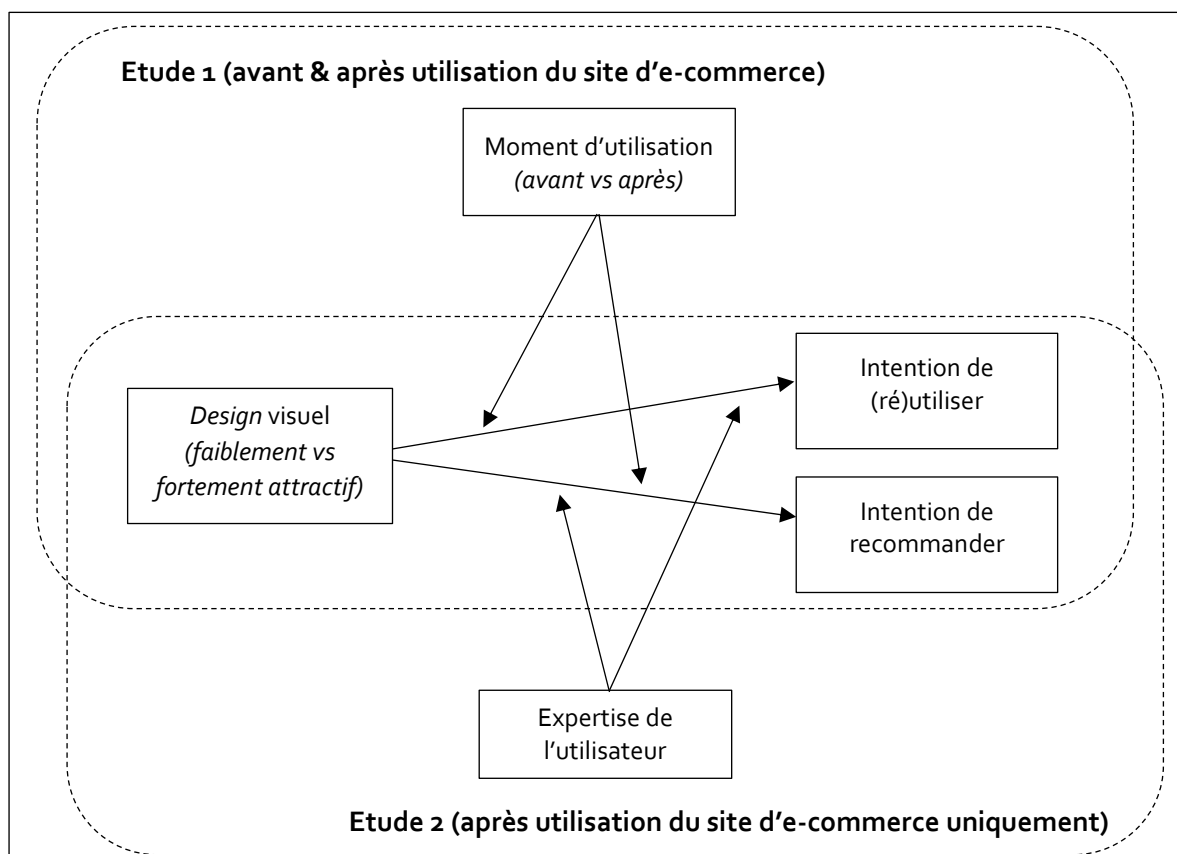 Etude 1 (avant & après utilisation du site d'e-commerce)
Moment d'utilisation
(avant vs après)
Design visuel
(faiblement vs
fortement attractif)
Intention de
(ré)utiliser
Intention de
recommander
Expertise de
l'utilisateur
Etude 2 (après utilisation du site d'e-commerce uniquement)